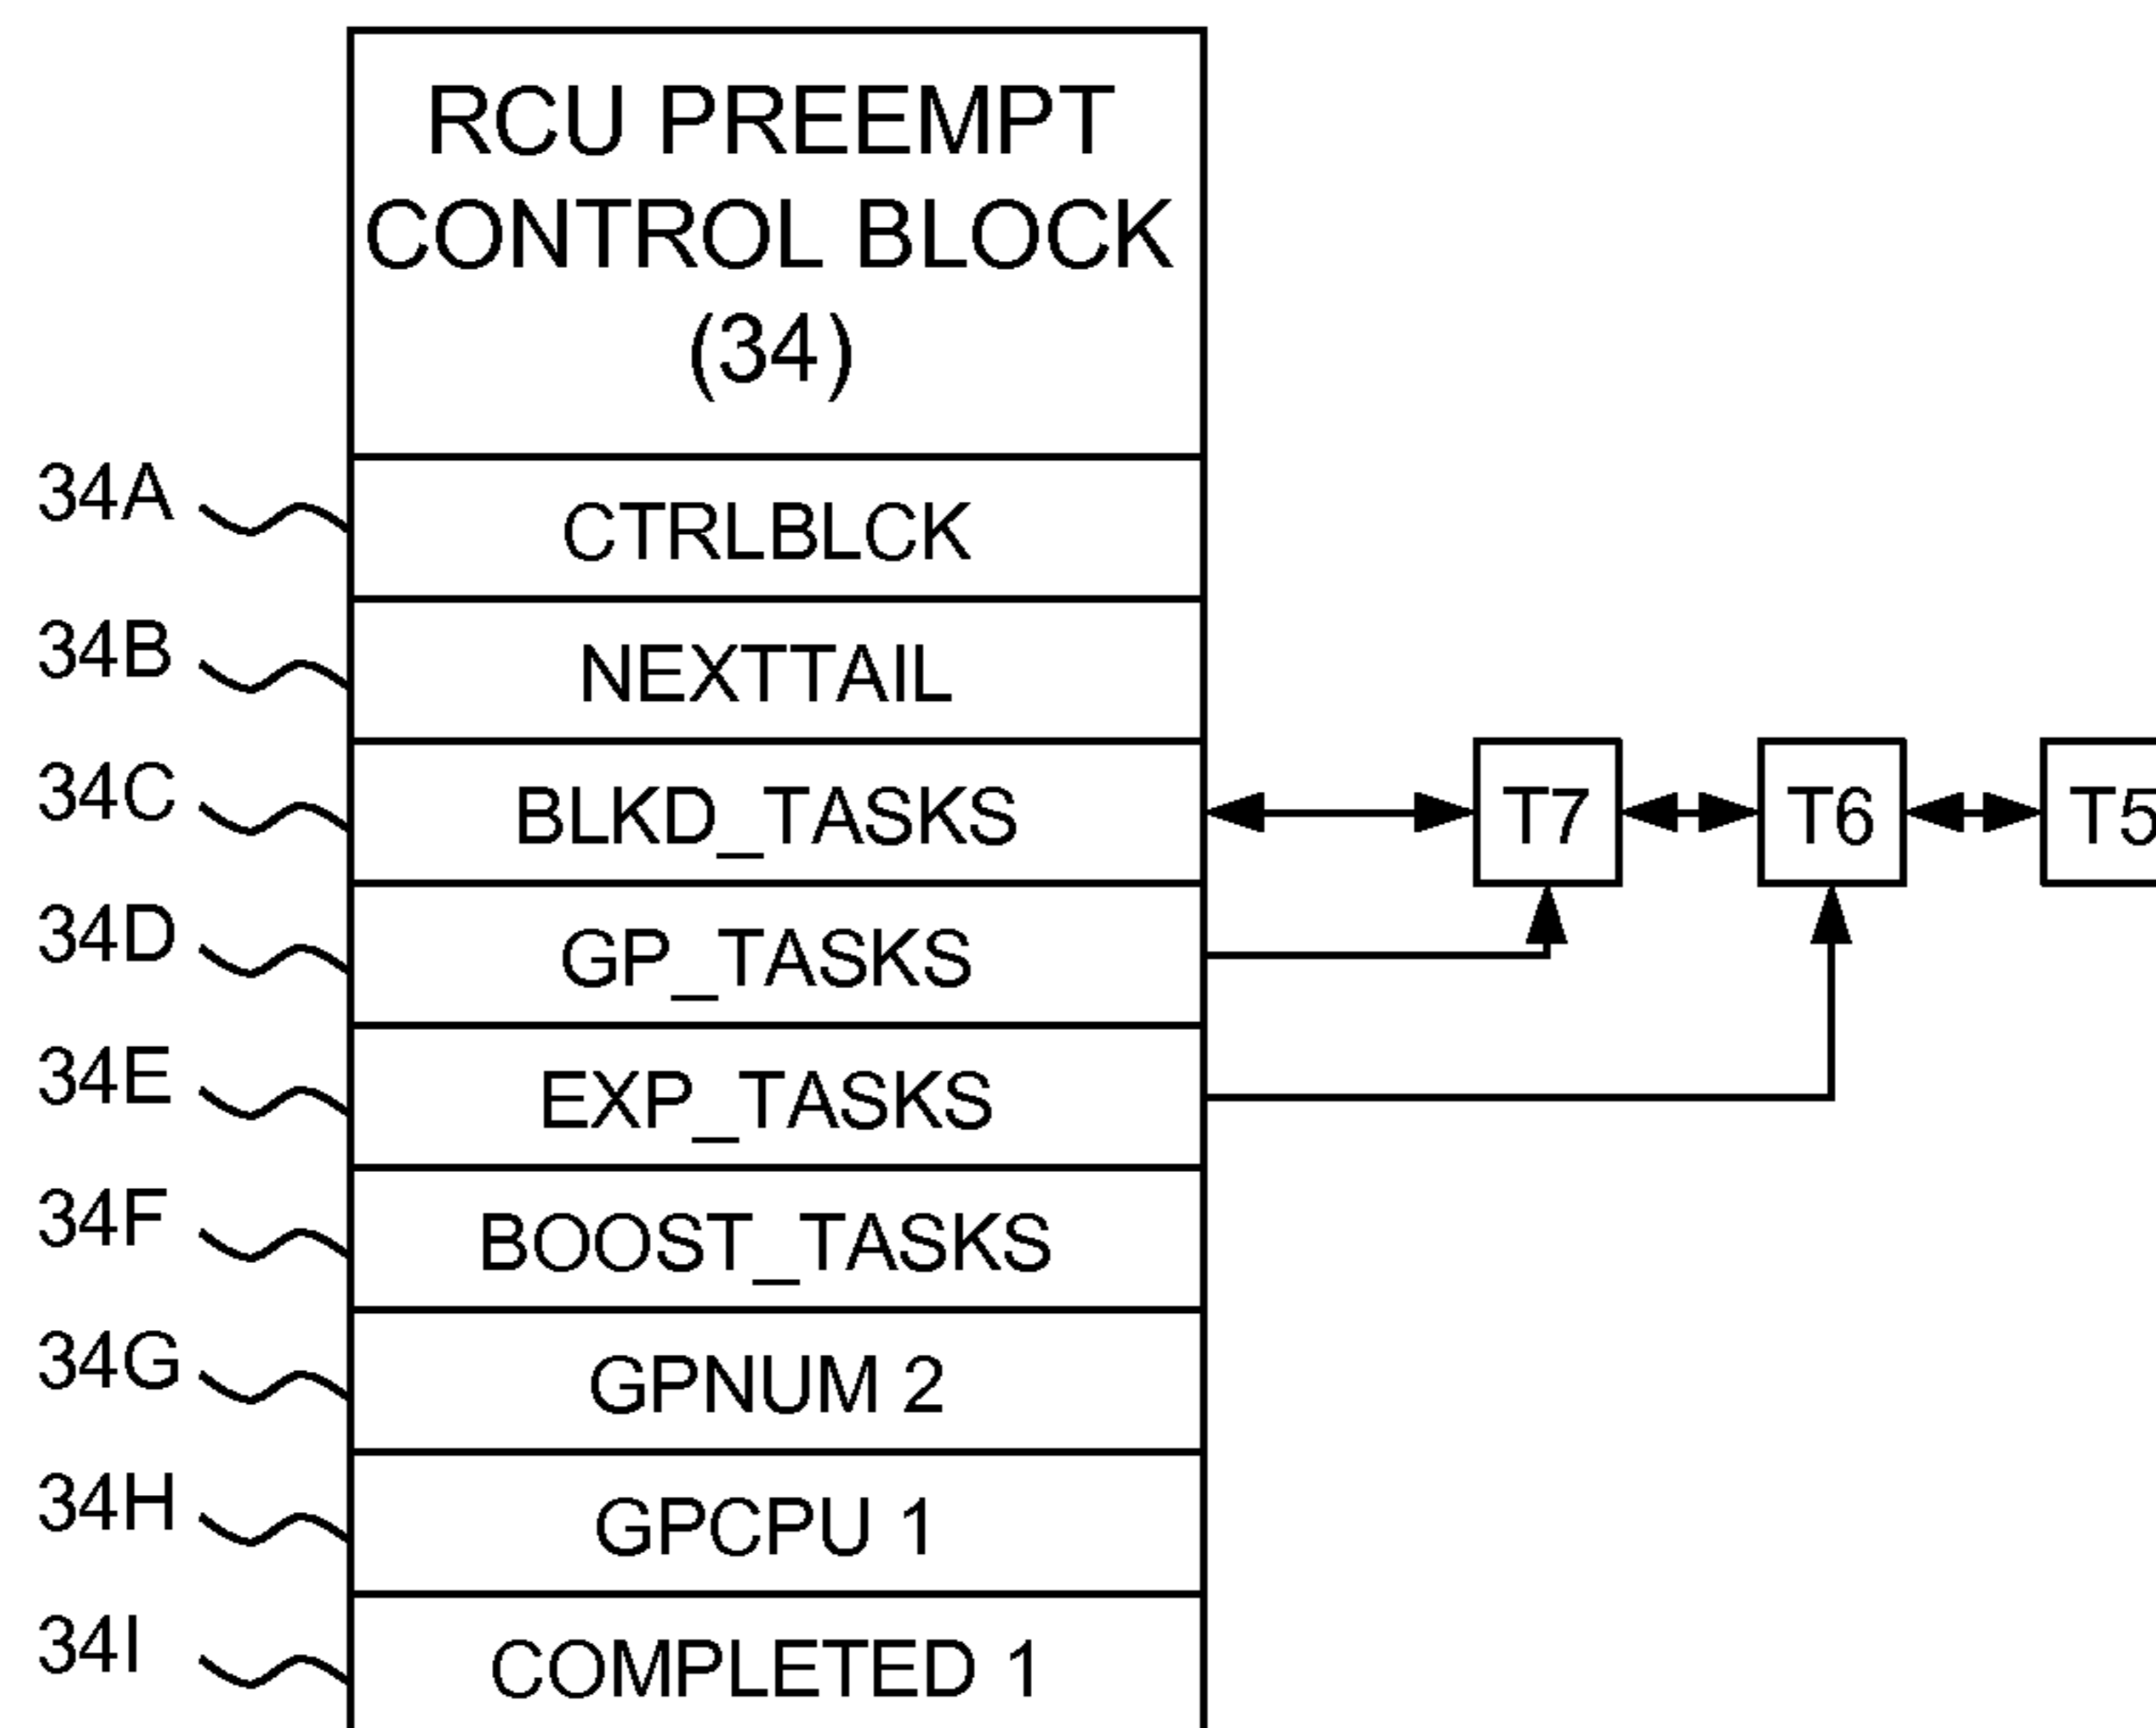 RCU PREEMPT
CONTROL BLOCK
(34)
34A CTRLBLCK
34B NEXTTAIL
34C BLKD_TASKS T7 T6 T5
34D GP_TASKS
34E EXP_TASKS
34F BOOST_TASKS
34G GPNUM 2
34H GPCPU 1
34I COMPLETED 1